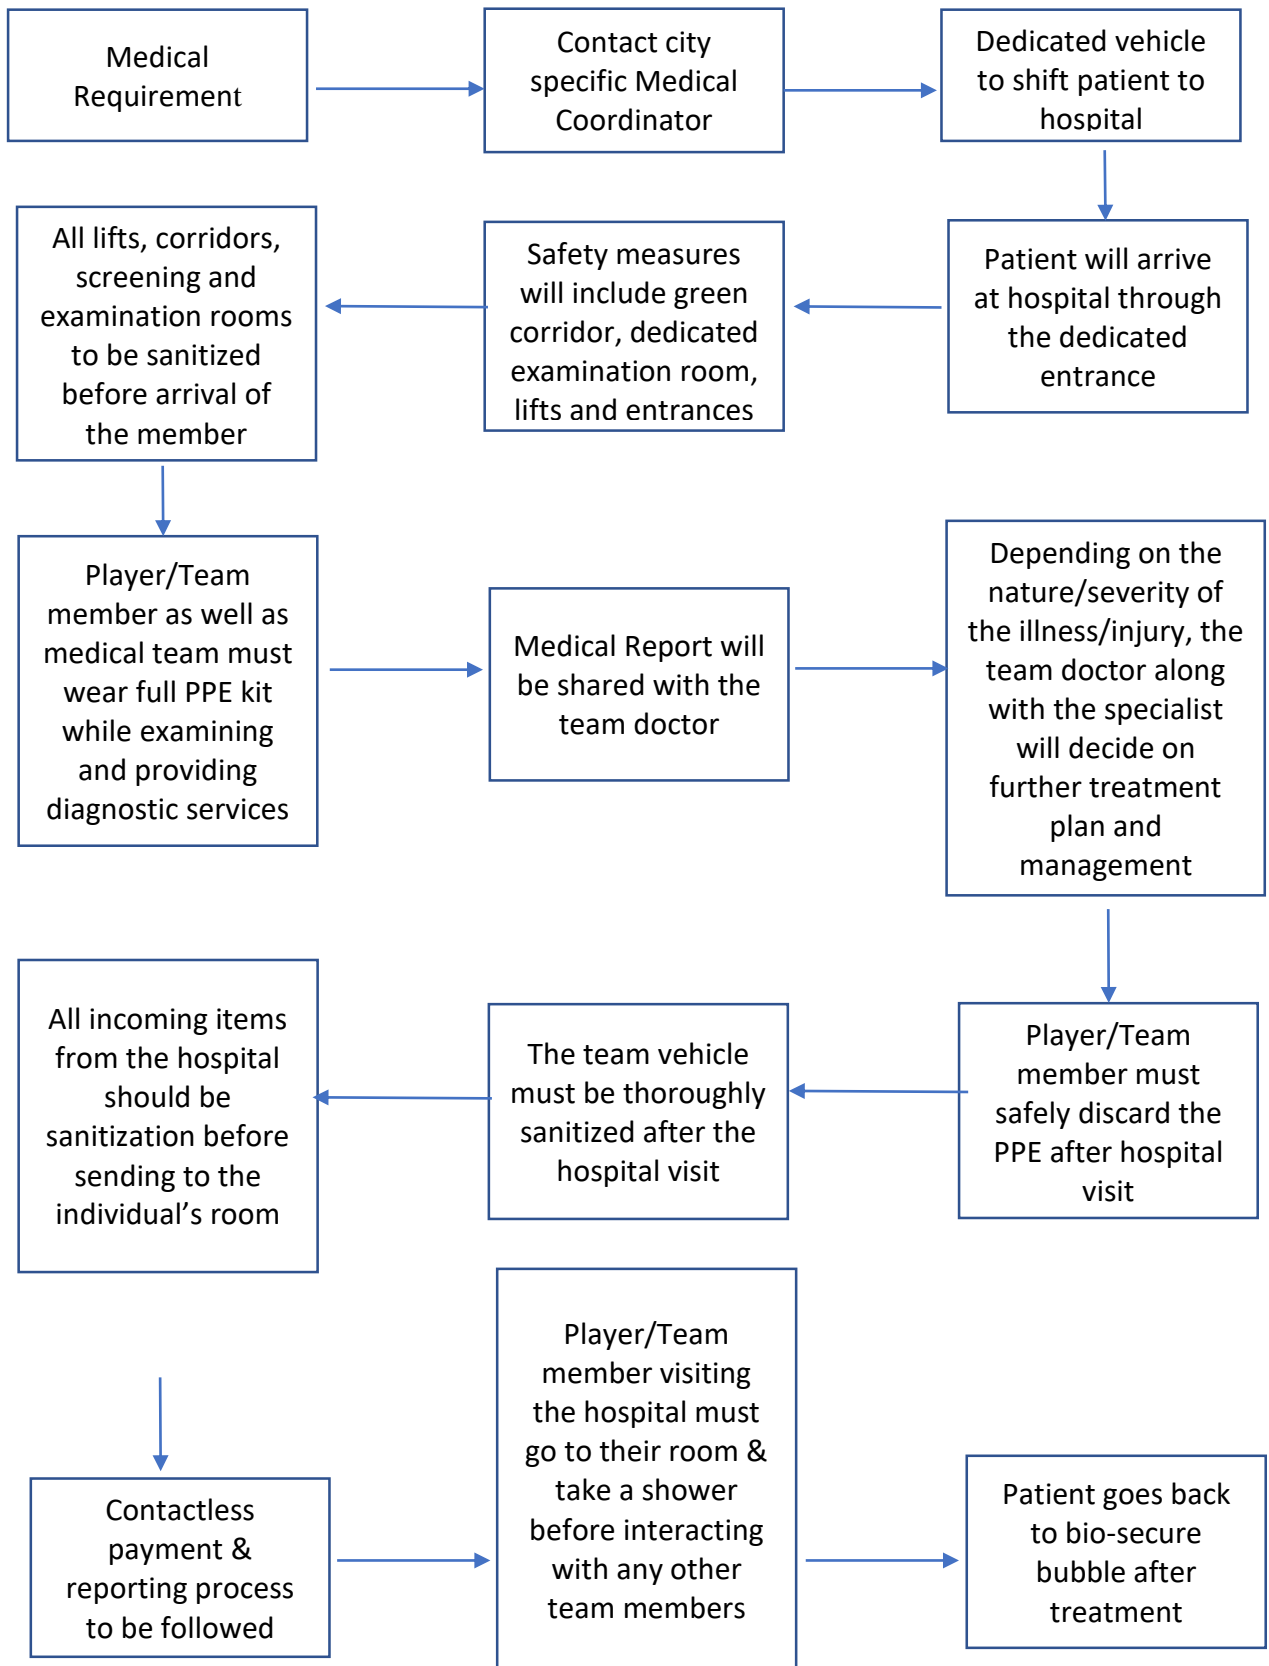 Medical
Requirement
Contact city
specific Medical
Coordinator
Dedicated vehicle
to shift patient to
hospital
Patient will arrive
at hospital through
the dedicated
entrance
Safety measures
will include green
corridor, dedicated
examination room,
lifts and entrances
All lifts, corridors,
screening and
examination rooms
to be sanitized
before arrival of
the member
Player/Team
member as well as
medical team must
wear full PPE kit
while examining
and providing
diagnostic services
Medical Report will
be shared with the
team doctor
Depending on the
nature/severity of
the illness/injury, the
team doctor along
with the specialist
will decide on
further treatment
plan and
management
Player/Team
member must
safely discard the
PPE after hospital
visit
The team vehicle
must be thoroughly
sanitized after the
hospital visit
All incoming items
from the hospital
should be
sanitization before
sending to the
individual’s room
Contactless
payment &
reporting process
to be followed
Player/Team
member visiting
the hospital must
go to their room &
take a shower
before interacting
with any other
team members
Patient goes back
to bio-secure
bubble after
treatment